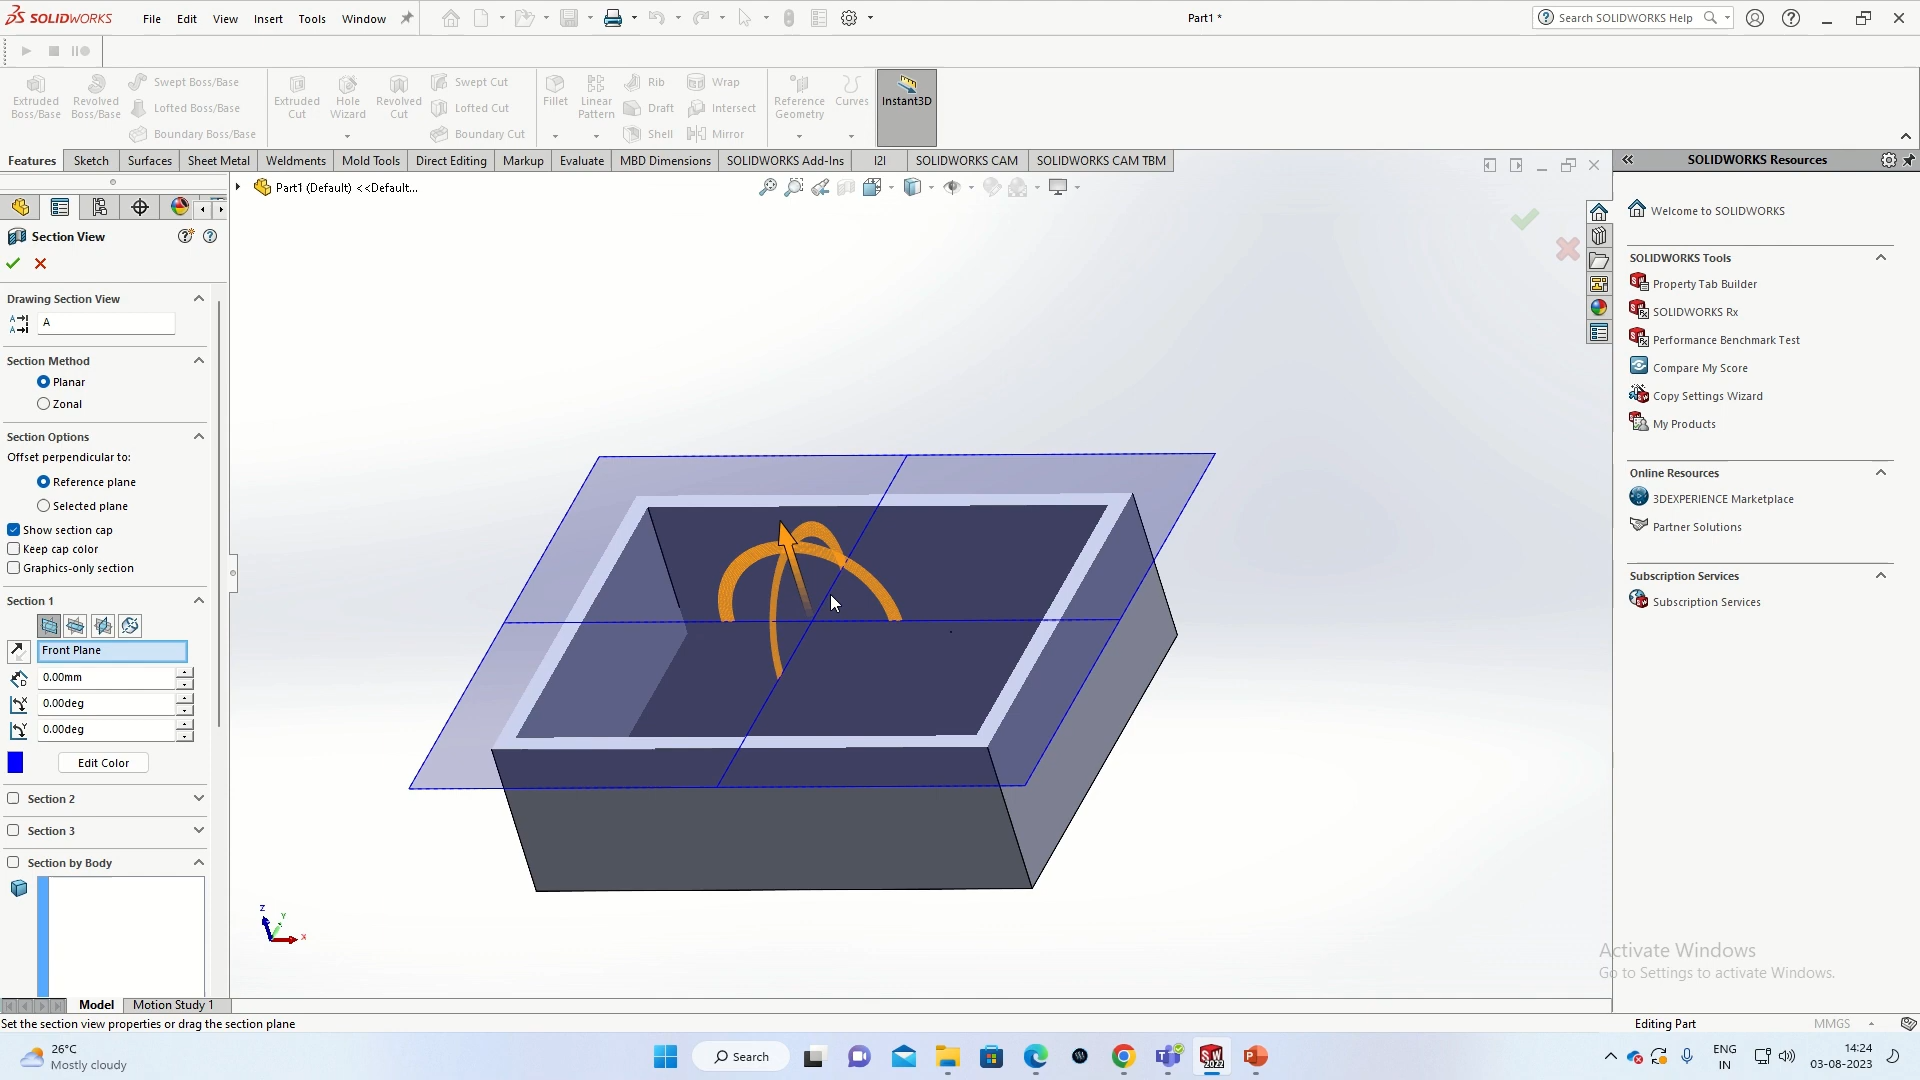 SOLIDWORKS File Edit View Insert Tools Window Part1 * Search SOLIDWORKS Help
Extruded Boss/Base
Revolved Boss/Base
Swept Boss/Base
Lofted Boss/Base
Boundary Boss/Base
Extruded Cut
Hole Wizard
Revolved Cut
Swept Cut
Lofted Cut
Boundary Cut
Fillet
Linear Pattern
Rib
Draft
Shell
Wrap
Intersect
Mirror
Reference Geometry
Curves
Instant3D
Features Sketch Surfaces Sheet Metal Weldments Mold Tools Direct Editing Markup Evaluate MBD Dimensions SOLIDWORKS Add-Ins I2I SOLIDWORKS CAM SOLIDWORKS CAM TBM
Part1 (Default) <<Default...
Section View
Drawing Section View
A
Section Method
Planar
Zonal
Section Options
Offset perpendicular to:
Reference plane
Selected plane
Show section cap
Keep cap color
Graphics-only section
Section 1
Front Plane
0.00mm
0.00deg
0.00deg
Edit Color
Section 2
Section 3
Section by Body
Z
Y
X
SOLIDWORKS Resources
Welcome to SOLIDWORKS
SOLIDWORKS Tools
Property Tab Builder
SOLIDWORKS Rx
Performance Benchmark Test
Compare My Score
Copy Settings Wizard
My Products
Online Resources
3DEXPERIENCE Marketplace
Partner Solutions
Subscription Services
Subscription Services
Activate Windows
Go to Settings to activate Windows.
Model Motion Study 1
Set the section view properties or drag the section plane Editing Part MMGS
26°C
Mostly cloudy
Search
ENG
IN
14:24
03-08-2023